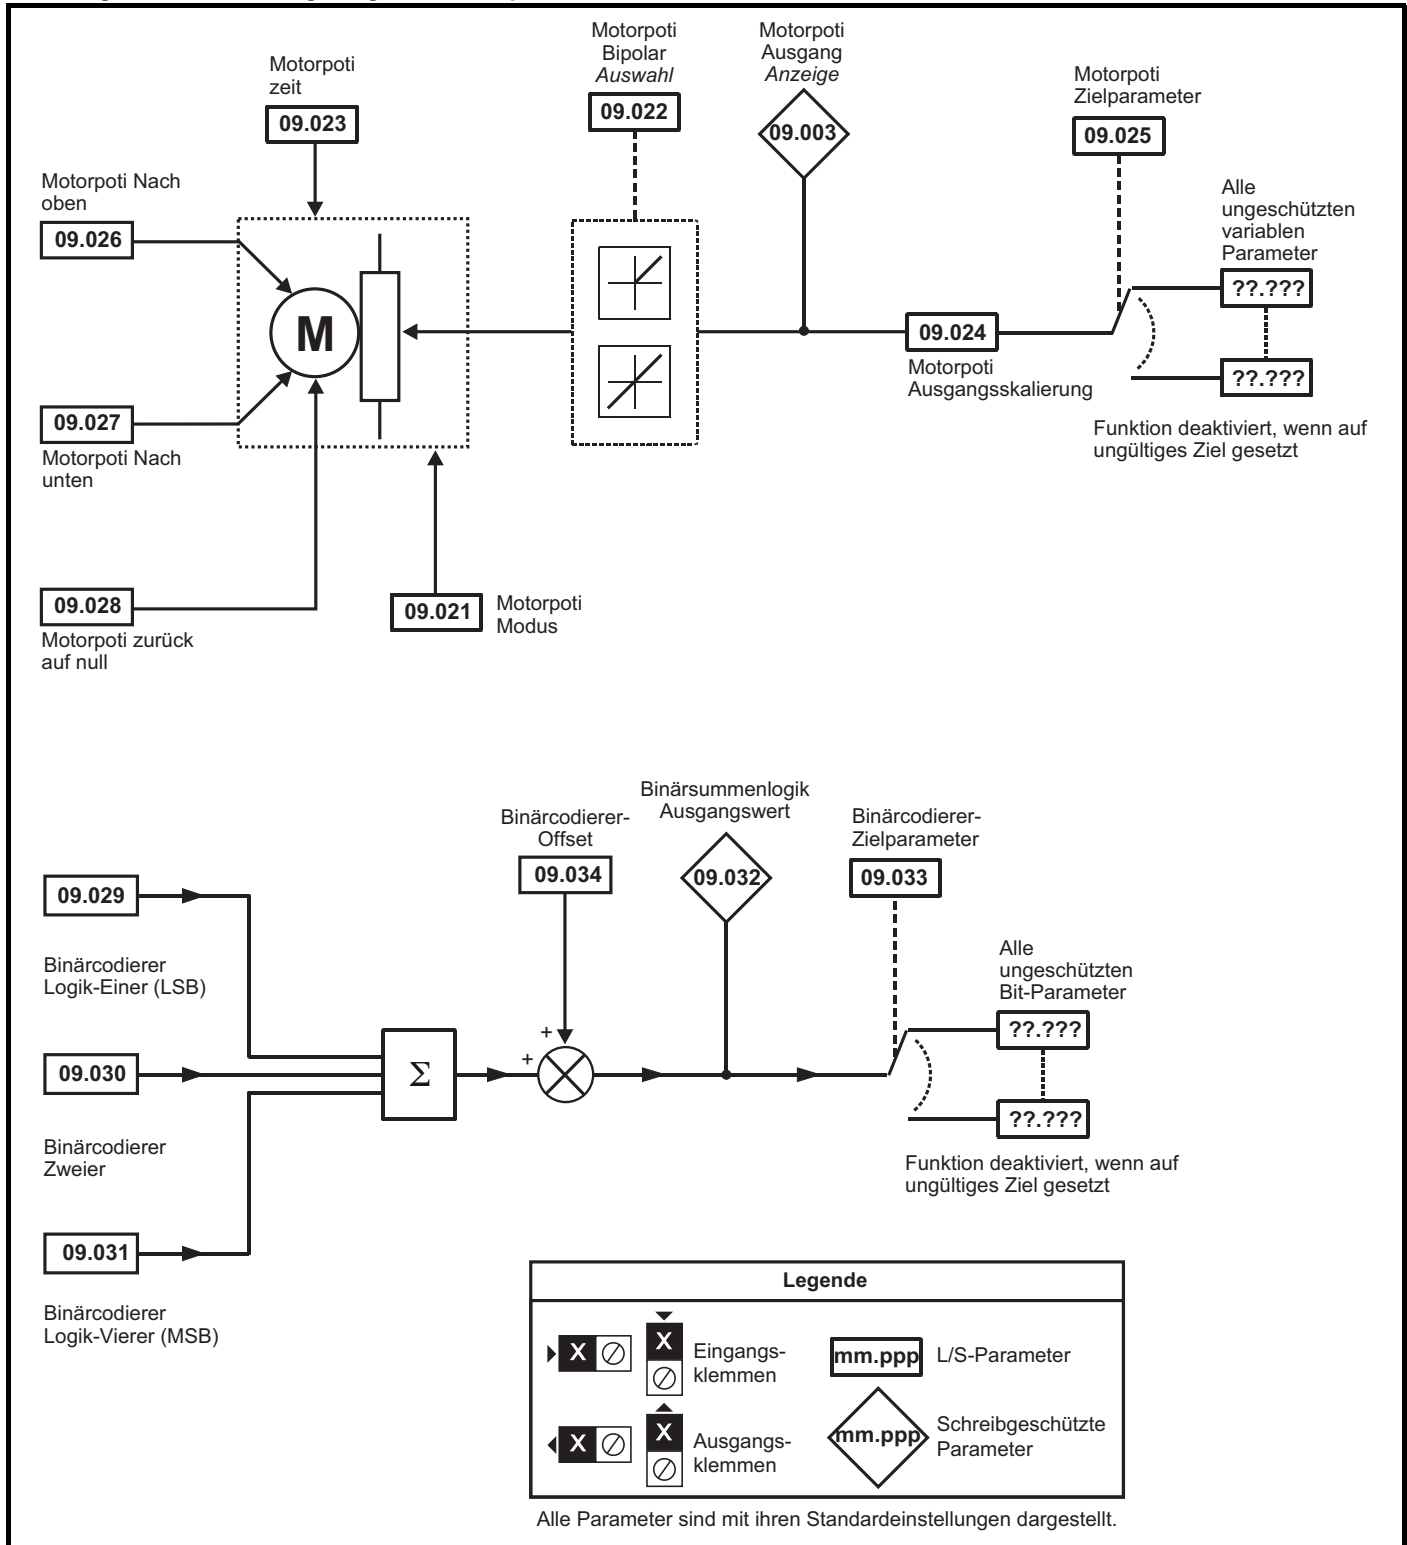 Motorpoti
Bipolar
Auswahl
09.022
Motorpoti
Ausgang
Anzeige
09.003
Motorpoti
zeit
09.023
Motorpoti
Zielparameter
09.025
Motorpoti Nach
oben
09.026
Alle
ungeschützten
variablen
Parameter
??.???
??.???
M
09.024
Motorpoti
Ausgangsskalierung
09.027
Motorpoti Nach
unten
Funktion deaktiviert, wenn auf
ungültiges Ziel gesetzt
09.028
Motorpoti zurück
auf null
09.021
Motorpoti
Modus
Binärcodierer-
Offset
09.034
Binärsummenlogik
Ausgangswert
09.032
Binärcodierer-
Zielparameter
09.033
09.029
Binärcodierer
Logik-Einer (LSB)
Alle
ungeschützten
Bit-Parameter
??.???
??.???
09.030
Σ
+
+
Binärcodierer
Zweier
Funktion deaktiviert, wenn auf
ungültiges Ziel gesetzt
09.031
Binärcodierer
Logik-Vierer (MSB)
Legende
X
X
Eingangs-
klemmen
mm.ppp
L/S-Parameter
X
X
Ausgangs-
klemmen
mm.ppp
Schreibgeschützte
Parameter
Alle Parameter sind mit ihren Standardeinstellungen dargestellt.